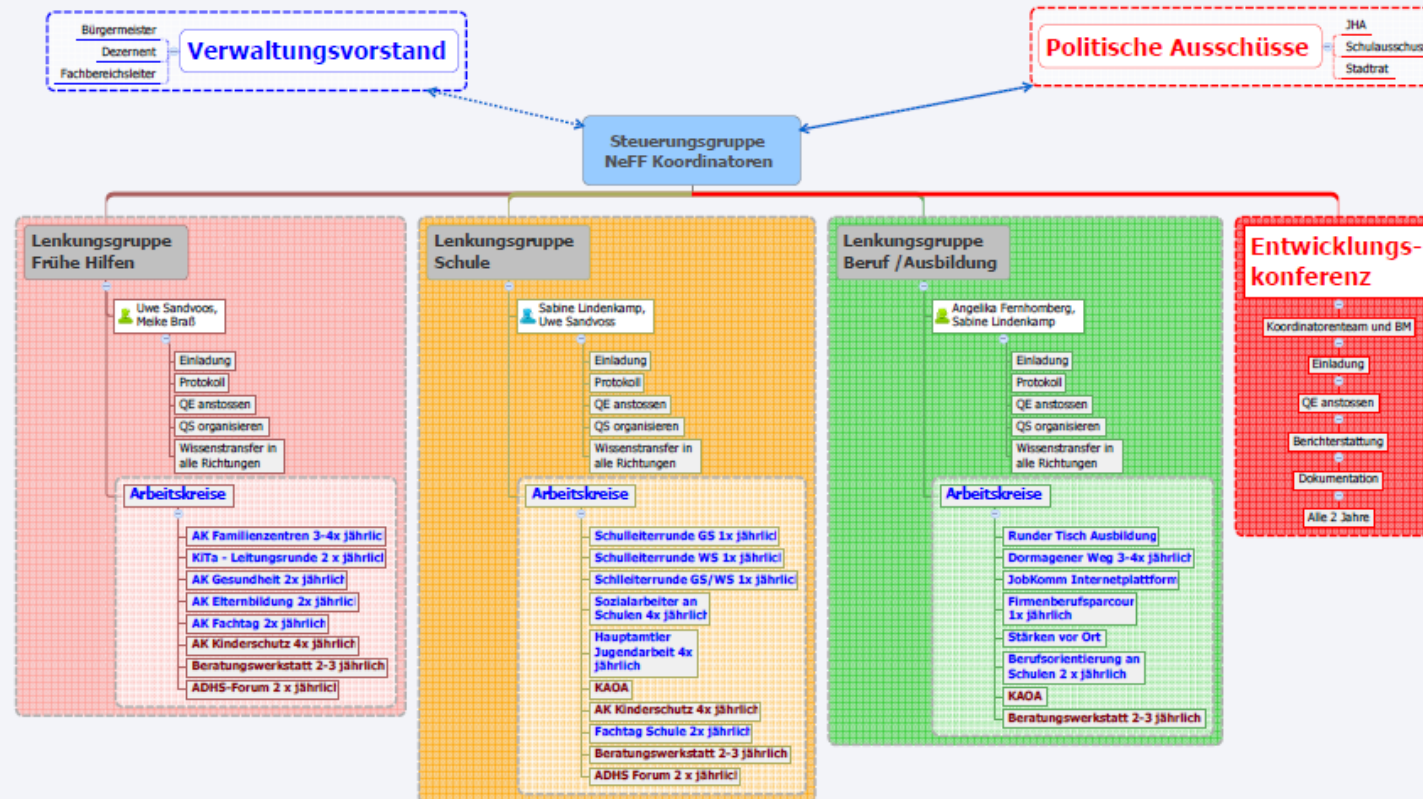 Bürgermeister
Dezernent
Fachbereichsleiter
Verwaltungsvorstand
Politische Ausschüsse
JHA
Schulausschuss
Stadtrat
Steuerungsgruppe
NeFF Koordinatoren
Lenkungsgruppe
Frühe Hilfen
Uwe Sandvoos,
Meike Braß
Einladung
Protokoll
QE anstossen
QS organisieren
Wissenstransfer in
alle Richtungen
Arbeitskreise
AK Familienzentren 3-4x jährlic
KiTa - Leitungsrunde 2 x jährlicl
AK Gesundheit 2x jährlich
AK Elternbildung 2x jährlic
AK Fachtag 2x jährlich
AK Kinderschutz 4x jährlich
Beratungswerkstatt 2-3 jährlich
ADHS-Forum 2 x jährlicl
Lenkungsgruppe
Schule
Sabine Lindenkamp,
Uwe Sandvoss
Einladung
Protokoll
QE anstossen
QS organisieren
Wissenstransfer in
alle Richtungen
Arbeitskreise
Schulleiterrunde GS 1x jährlicl
Schulleiterrunde WS 1x jährlicl
Schlleiterrunde GS/WS 1x jährlic
Sozialarbeiter an
Schulen 4x jährlich
Hauptamtler
Jugendarbeit 4x
jährlich
KAOA
AK Kinderschutz 4x jährlich
Fachtag Schule 2x jährlich
Beratungswerkstatt 2-3 jährlich
ADHS Forum 2 x jährlicl
Lenkungsgruppe
Beruf /Ausbildung
Angelika Fernhomberg,
Sabine Lindenkamp
Einladung
Protokoll
QE anstossen
QS organisieren
Wissenstransfer in
alle Richtungen
Arbeitskreise
Runder Tisch Ausbildung
Dormagener Weg 3-4x jährlich
JobKomm Internetplattform
Firmenberufsparcour
1x jährlich
Stärken vor Ort
Berufsorientierung an
Schulen 2 x jährlich
KAOA
Beratungswerkstatt 2-3 jährlich
Entwicklungs-
konferenz
Koordinatorenteam und BM
Einladung
QE anstossen
Berichterstattung
Dokumentation
Alle 2 Jahre